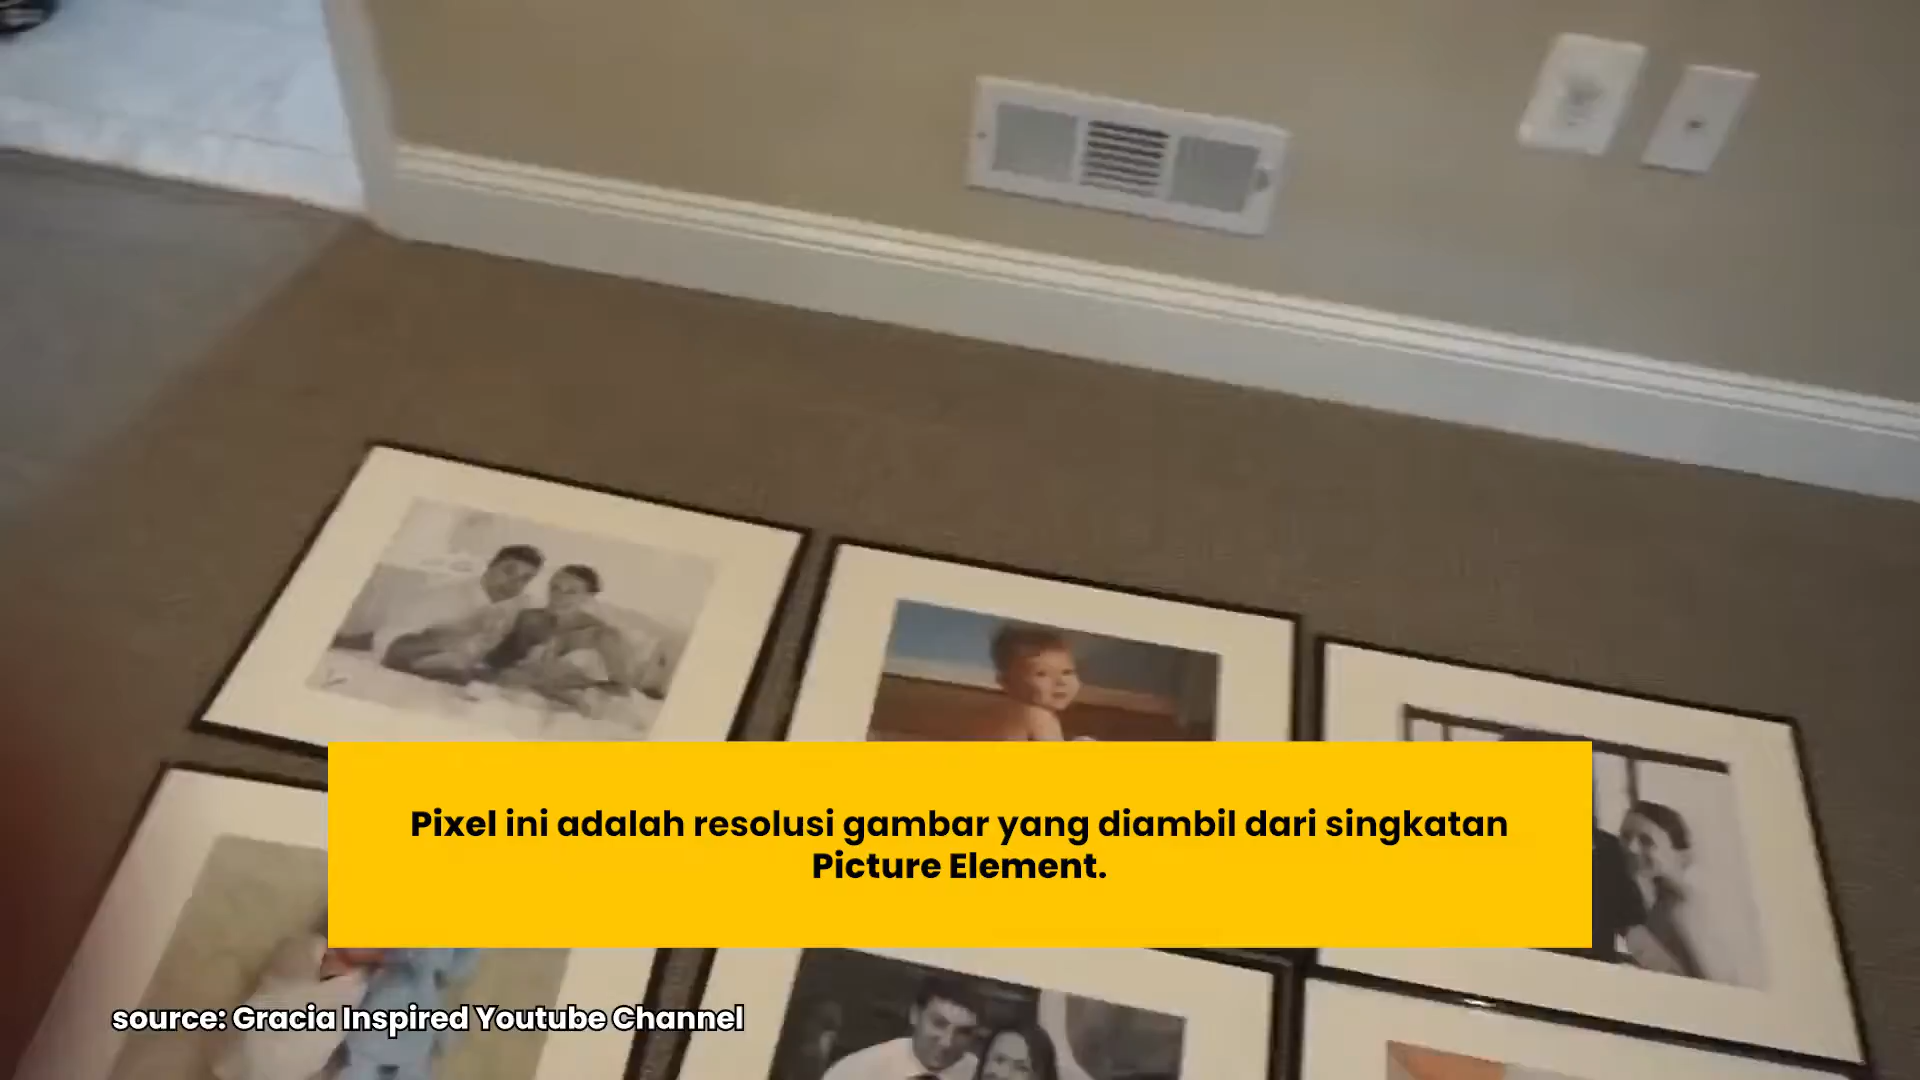 Pixel ini adalah resolusi gambar yang diambil dari singkatan
Picture Element.
source: Gracia Inspired Youtube Channel